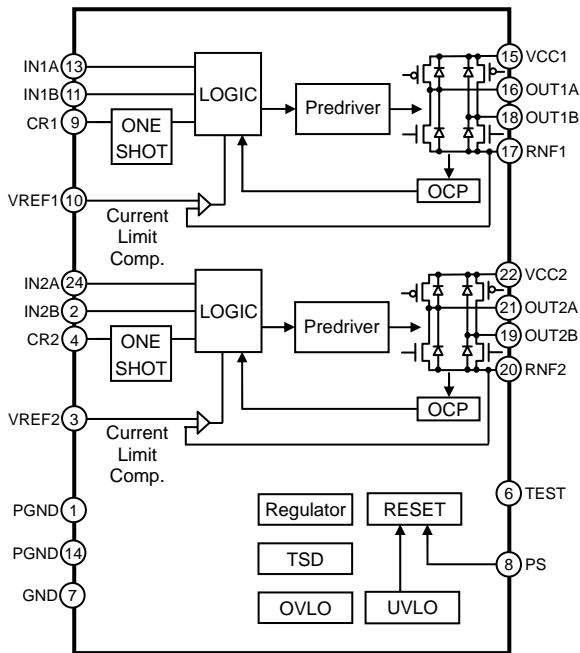 IN1A 13
IN1B 11
CR1 9
VREF1 10
ONE
SHOT
LOGIC
Predriver
Current
Limit
Comp.
OCP
15 VCC1
16 OUT1A
18 OUT1B
17 RNF1
IN2A 24
IN2B 2
CR2 4
VREF2 3
ONE
SHOT
LOGIC
Predriver
Current
Limit
Comp.
OCP
22 VCC2
21 OUT2A
19 OUT2B
20 RNF2
PGND 1
PGND 14
GND 7
Regulator
RESET
TSD
OVLO
UVLO
6 TEST
8 PS